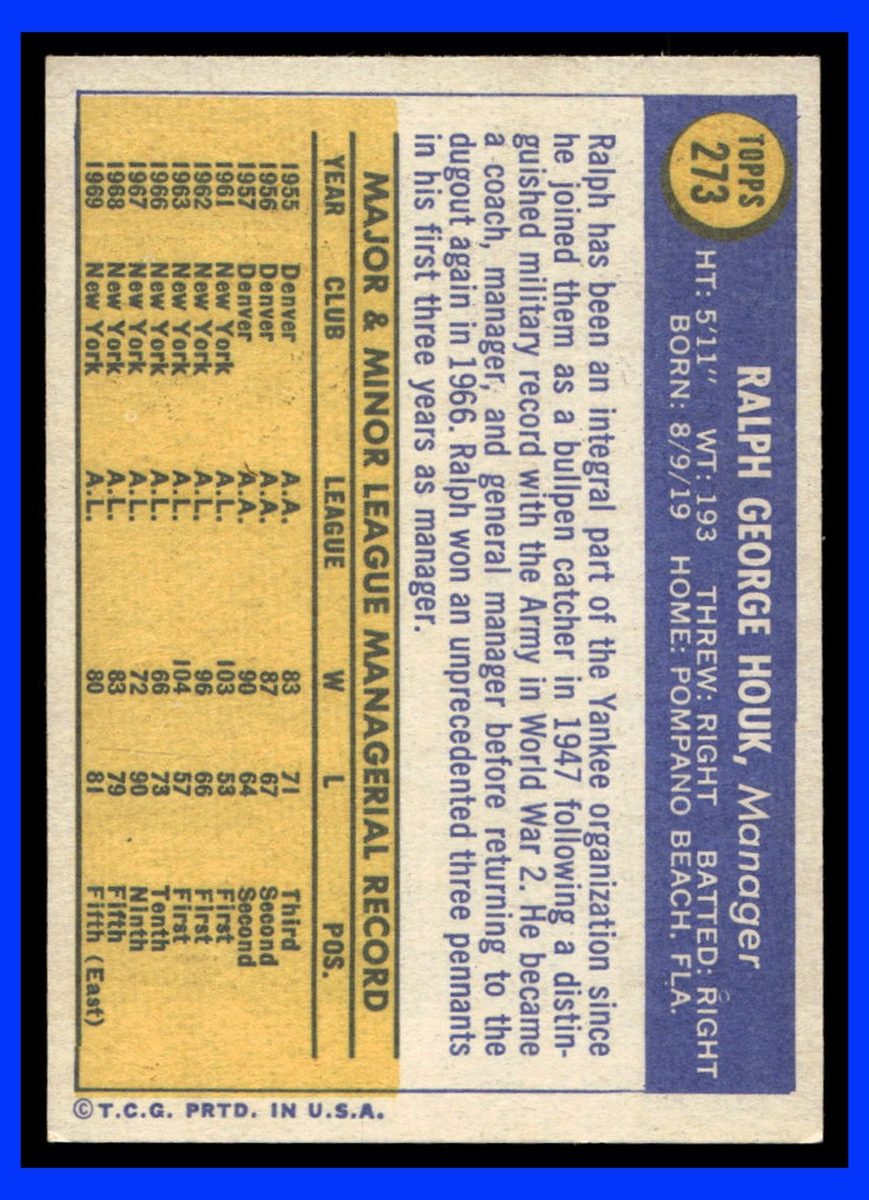 TOPPS
273
RALPH GEORGE HOUK, Manager
HT: 5'11" WT: 193 THREW: RIGHT BATTED: RIGHT
BORN: 8/9/19 HOME: POMPANO BEACH, FLA.
Ralph has been an integral part of the Yankee organization since
he joined them as a bullpen catcher in 1947 following a distin-
guished military record with the Army in World War 2. He became
a coach, manager, and general manager before returning to the
dugout again in 1966. Ralph won an unprecedented three pennants
in his first three years as manager.
MAJOR & MINOR LEAGUE MANAGERIAL RECORD
YEAR CLUB LEAGUE W L POS.
1955 Denver A.A. 83 71 Third
1956 Denver A.A. 87 67 Second
1957 Denver A.A. 90 64 Second
1961 New York A.L. 103 53 First
1962 New York A.L. 96 66 First
1963 New York A.L. 104 57 First
1966 New York A.L. 66 73 Tenth
1967 New York A.L. 72 90 Ninth
1968 New York A.L. 83 79 Fifth
1969 New York A.L. 80 81 Fifth (East)
©T.C.G. PRTD. IN U.S.A.